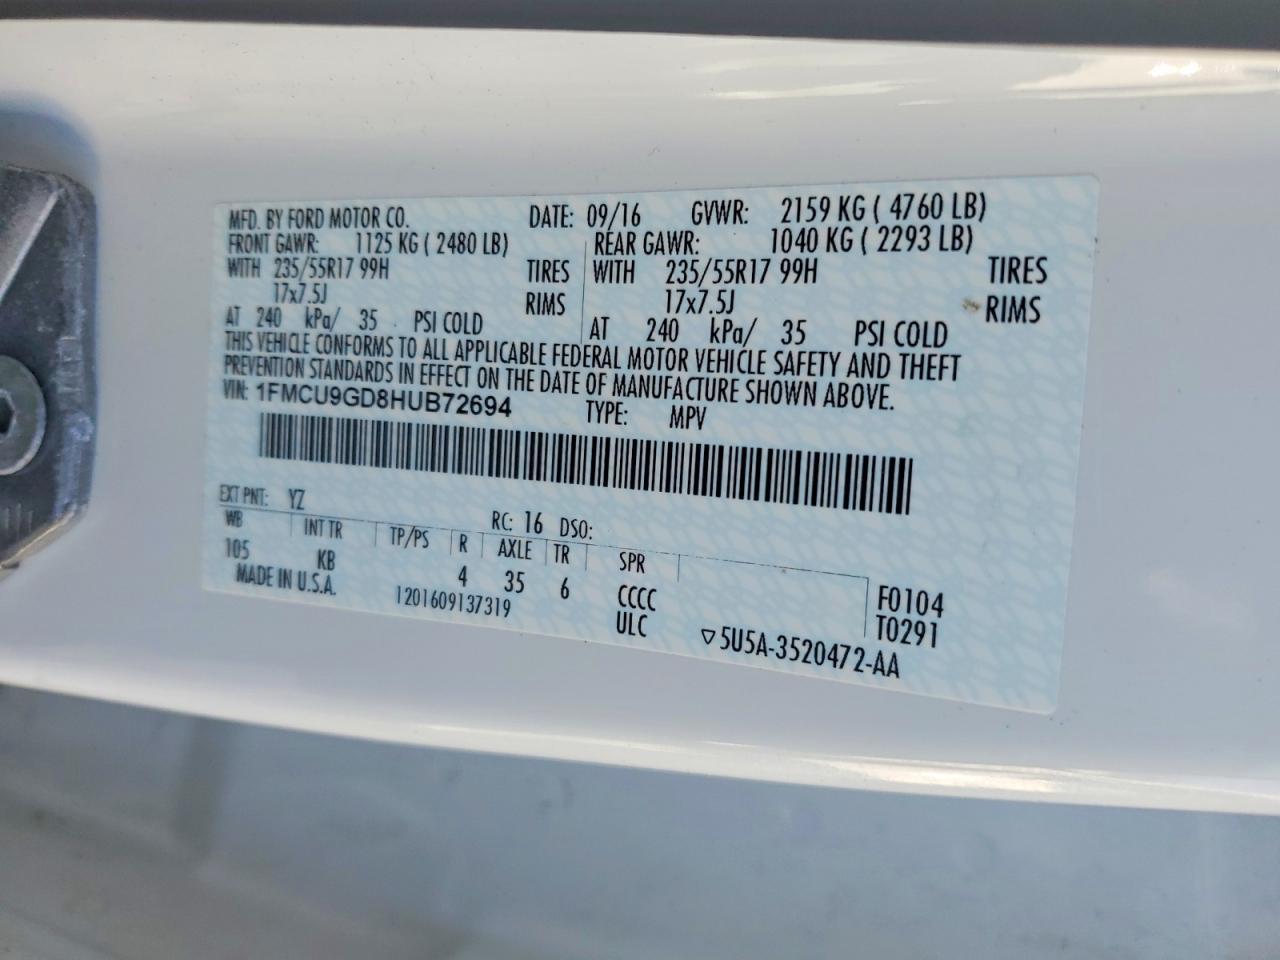 MFD. BY FORD MOTOR CO. DATE: 09/16 GVWR: 2159 KG ( 4760 LB)
FRONT GAWR: 1125 KG ( 2480 LB) REAR GAWR: 1040 KG ( 2293 LB)
WITH 235/55R17 99H TIRES WITH 235/55R17 99H TIRES
17x7.5J RIMS 17x7.5J RIMS
AT 240 kPa/ 35 PSI COLD AT 240 kPa/ 35 PSI COLD
THIS VEHICLE CONFORMS TO ALL APPLICABLE FEDERAL MOTOR VEHICLE SAFETY AND THEFT
PREVENTION STANDARDS IN EFFECT ON THE DATE OF MANUFACTURE SHOWN ABOVE.
VIN: 1FMCU9GD8HUB72694 TYPE: MPV
EXT PNT: YZ RC: 16 DSO:
WB INT TR TP/PS R AXLE TR SPR
105 KB 4 35 6 CCCC F0104
MADE IN U.S.A. 1201609137319 ULC T0291
▽5U5A-3520472-AA